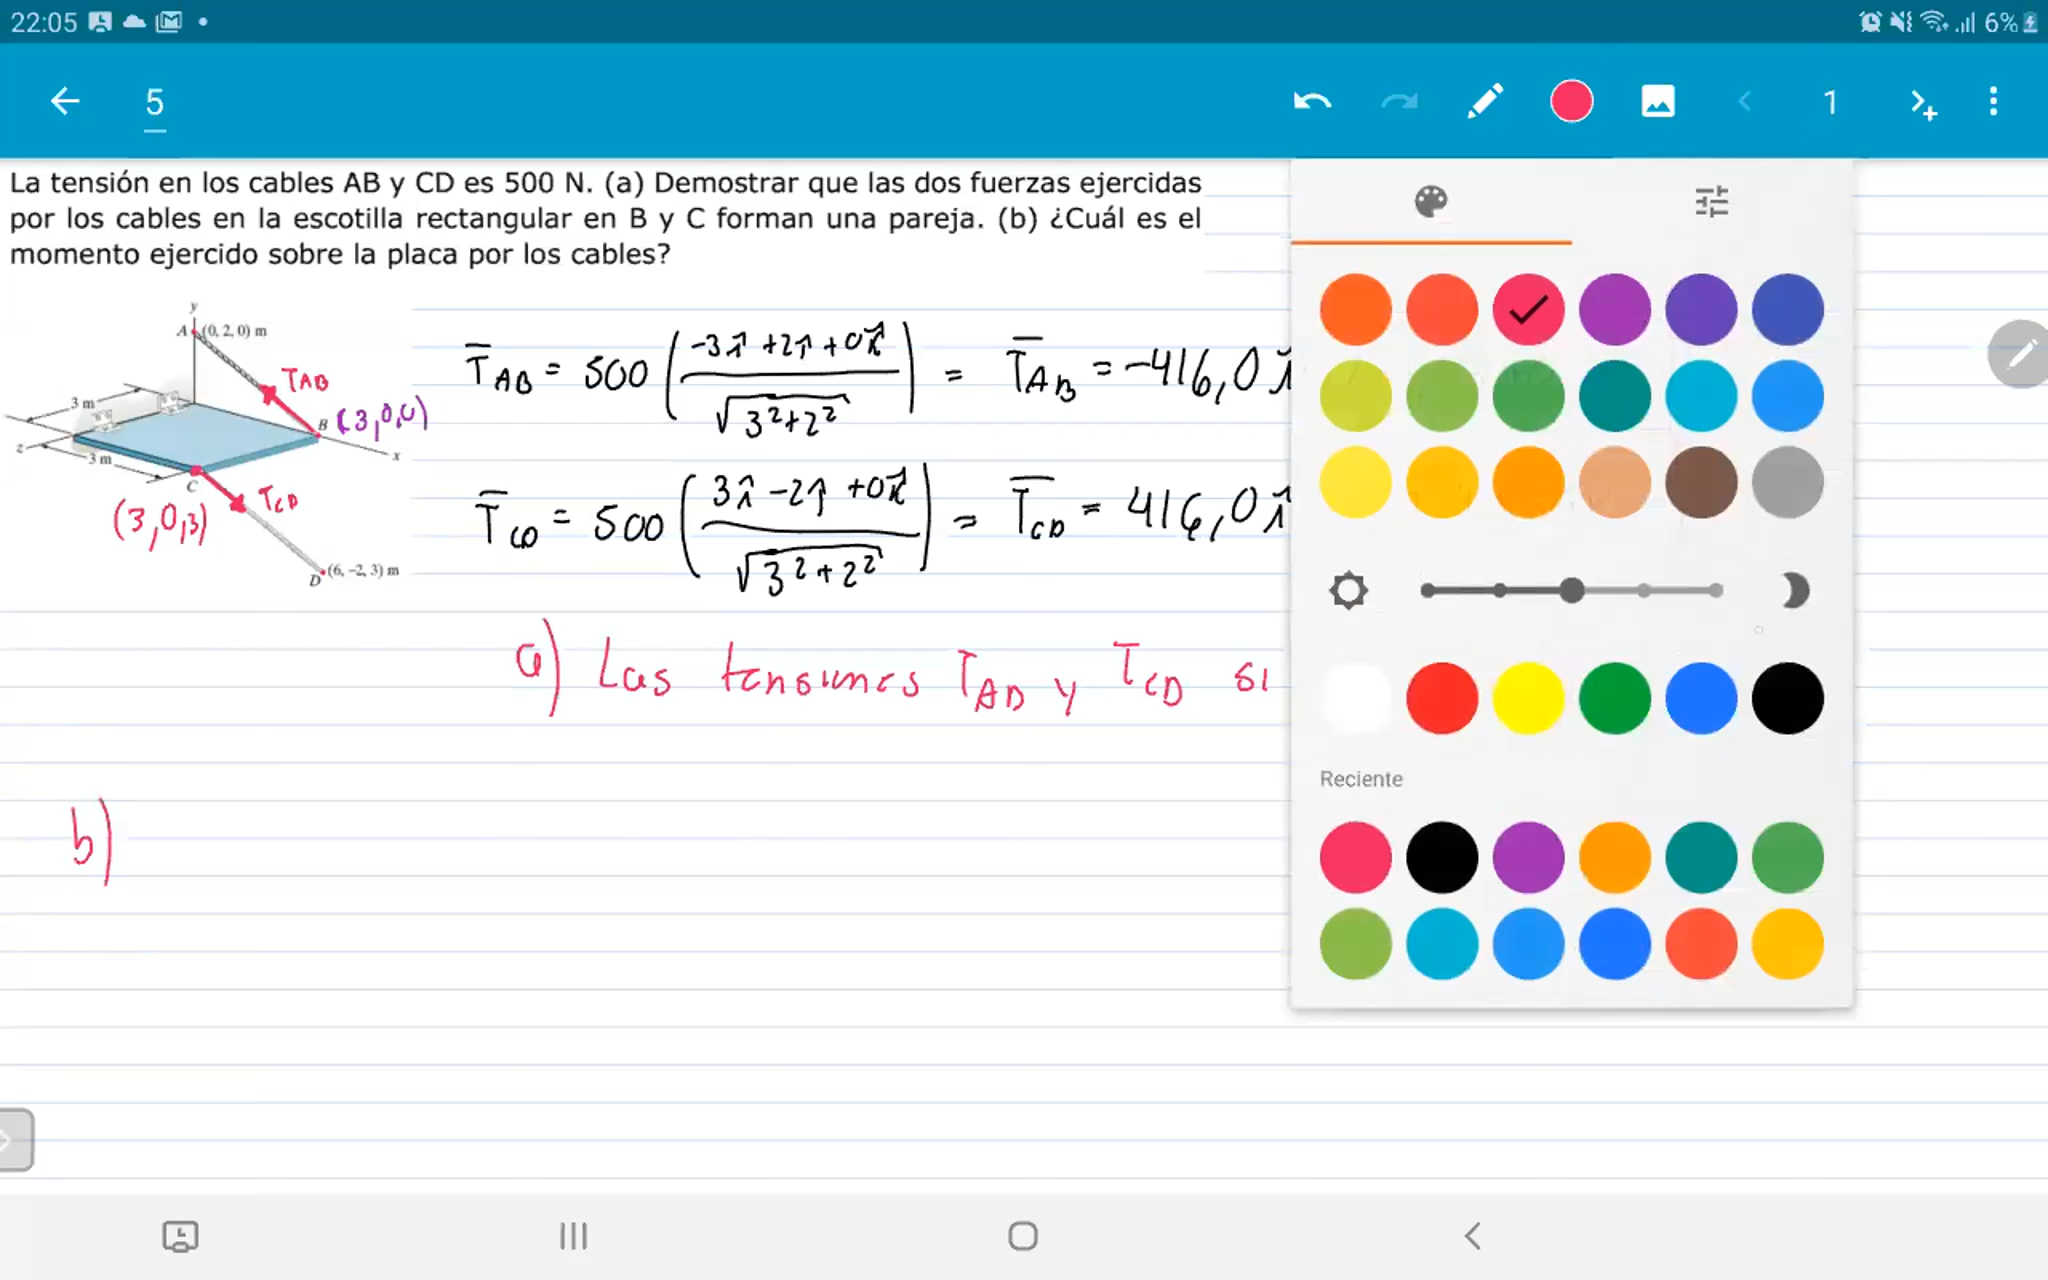 22:05
6%
5
1
La tensión en los cables AB y CD es 500 N. (a) Demostrar que las dos fuerzas ejercidas
por los cables en la escotilla rectangular en B y C forman una pareja. (b) ¿Cuál es el
momento ejercido sobre la placa por los cables?
y
A (0, 2, 0) m
T_AB
3 m
B (3,0,0)
z
x
3 m
C
T_CD
(3,0,3)
D (6, –2, 3) m
T_AB = 500 (-3i + 2j + 0k / √3²+2²) = T_AB = -416,0 i
T_CD = 500 (3i - 2j + 0k / √3²+2²) = T_CD = 416,0 i
a) Las tensiones T_AB y T_CD si
b)
Reciente